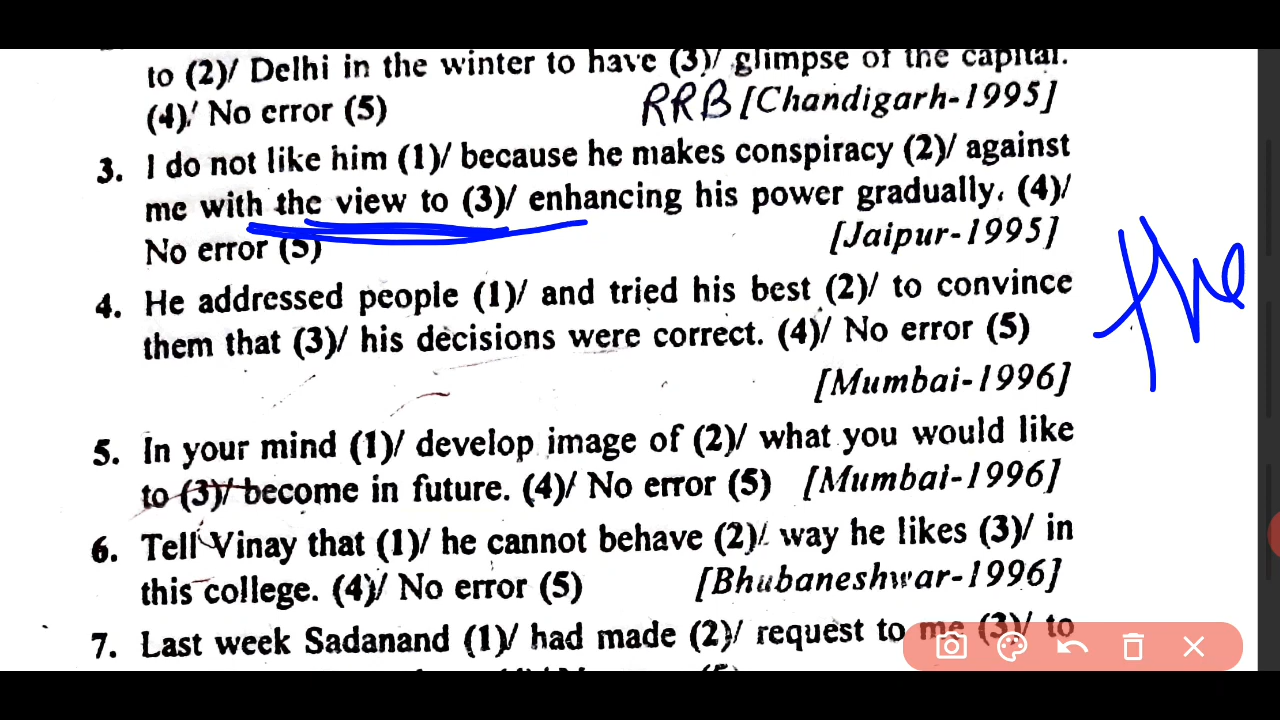 to (2)/ Delhi in the winter to have (3)/ glimpse of the capital.
(4)/ No error (5) RRB [Chandigarh-1995]
3. I do not like him (1)/ because he makes conspiracy (2)/ against
me with the view to (3)/ enhancing his power gradually. (4)/
No error (5) [Jaipur-1995]
the
4. He addressed people (1)/ and tried his best (2)/ to convince
them that (3)/ his decisions were correct. (4)/ No error (5)
[Mumbai-1996]
5. In your mind (1)/ develop image of (2)/ what you would like
to (3)/ become in future. (4)/ No error (5) [Mumbai-1996]
6. Tell Vinay that (1)/ he cannot behave (2)/ way he likes (3)/ in
this college. (4)/ No error (5) [Bhubaneshwar-1996]
7. Last week Sadanand (1)/ had made (2)/ request to me (3)/ to